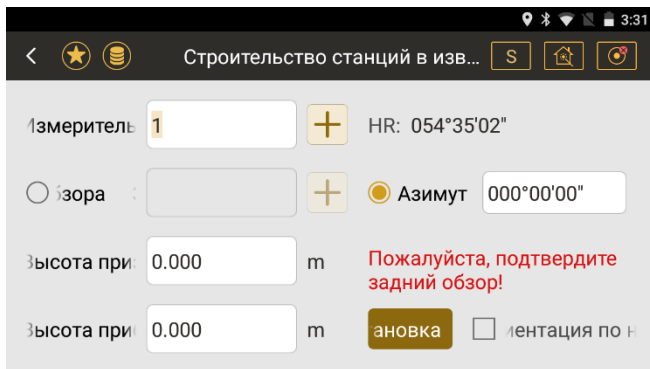 3:31
Строительство станций в изв... S
Измеритель 1 HR: 054°35'02"
бзора Азимут 000°00'00"
Высота при 0.000 m Пожалуйста, подтвердите
задний обзор!
Высота при 0.000 m ановка иентация по н